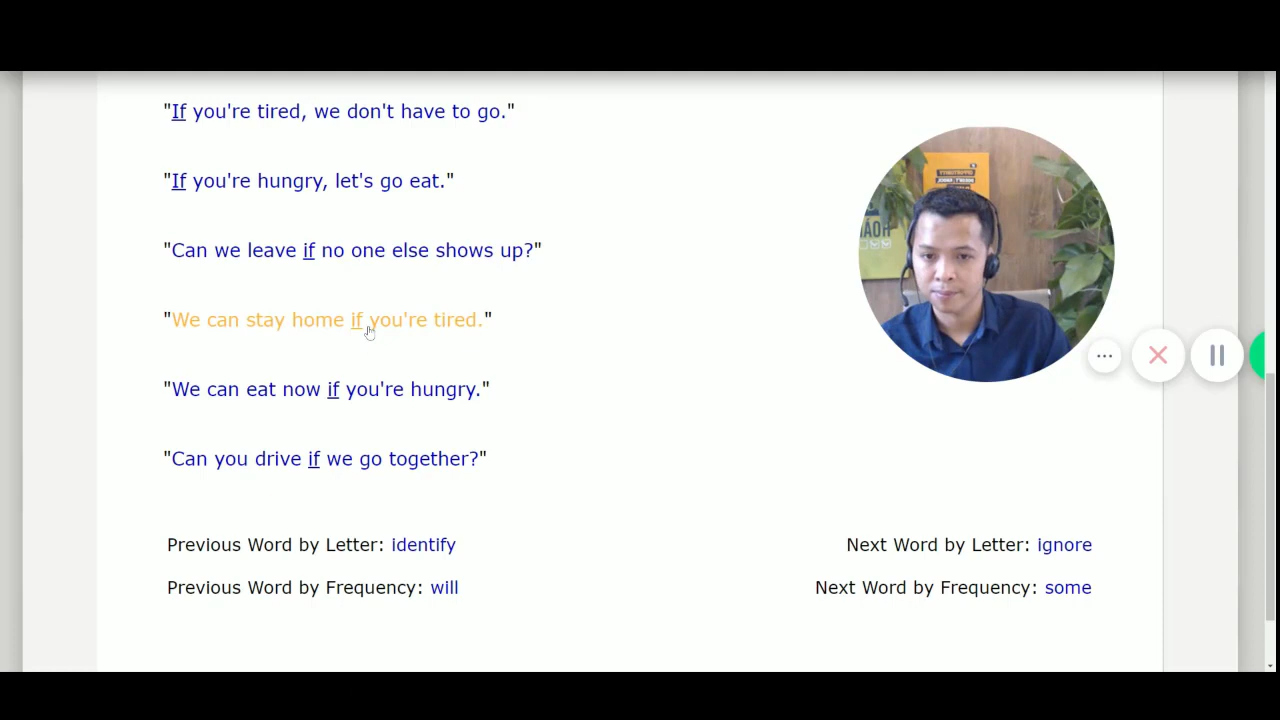 "If you're tired, we don't have to go."
"If you're hungry, let's go eat."
"Can we leave if no one else shows up?"
"We can stay home if you're tired."
"We can eat now if you're hungry."
"Can you drive if we go together?"
Previous Word by Letter: identify
Next Word by Letter: ignore
Previous Word by Frequency: will
Next Word by Frequency: some